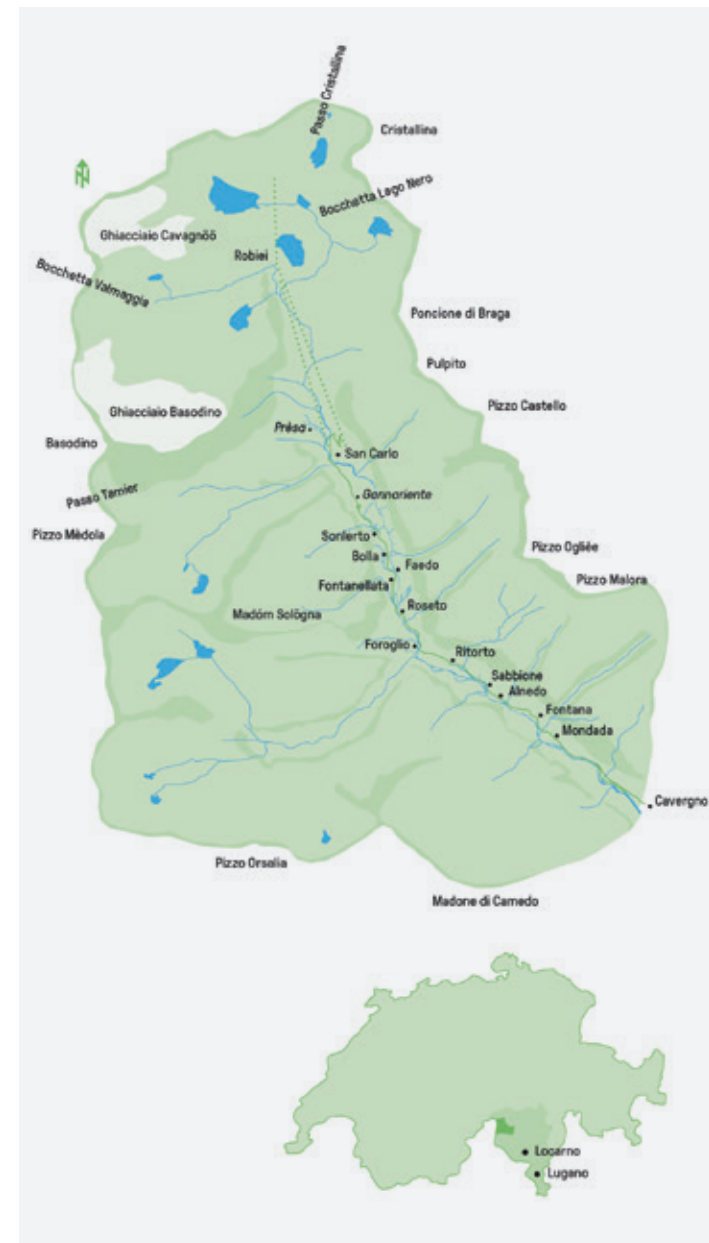 Passo Cristallina
Cristallina
N
Bocchetta Lago Nero
Ghiacciaio Cavagnöö
Robiei
Bocchetta Valmaggia
Poncione di Braga
Pulpito
Pizzo Castello
Ghiacciaio Basodino
Prèsa
Basodino
San Carlo
Passo Tamier
Gannariente
Pizzo Mèdola
Sonlerto
Pizzo Ogliè
Bolla
Faedo
Pizzo Malora
Fontanellata
Roseto
Madóm Sològna
Foroglio
Ritorto
Sabbione
Alnedo
Fontana
Mondada
Cavergno
Pizzo Orsalia
Madone di Camedo
Locarno
Lugano